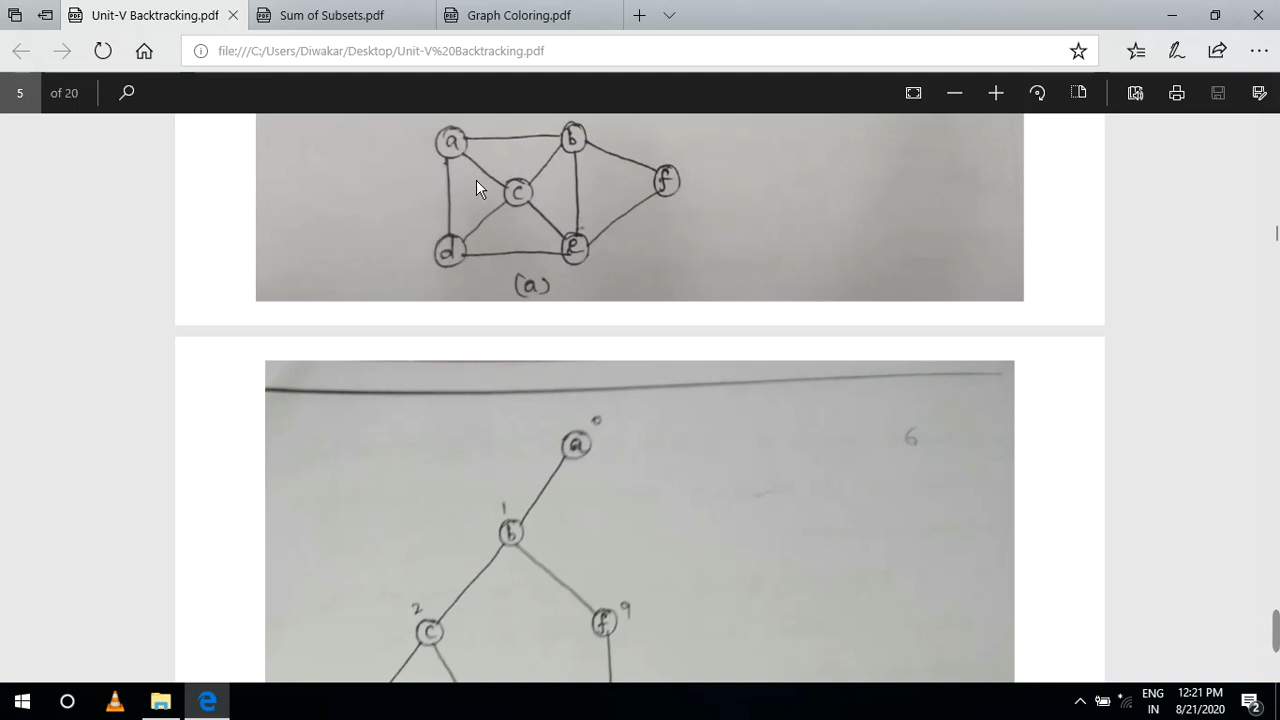 Unit-V Backtracking.pdf
Sum of Subsets.pdf
Graph Coloring.pdf
file:///C:/Users/Diwakar/Desktop/Unit-V%20Backtracking.pdf
5 of 20
a b
c f
d e
(a)
6
a 0
1
b
2
c f 9
ENG 12:21 PM
IN 8/21/2020 2